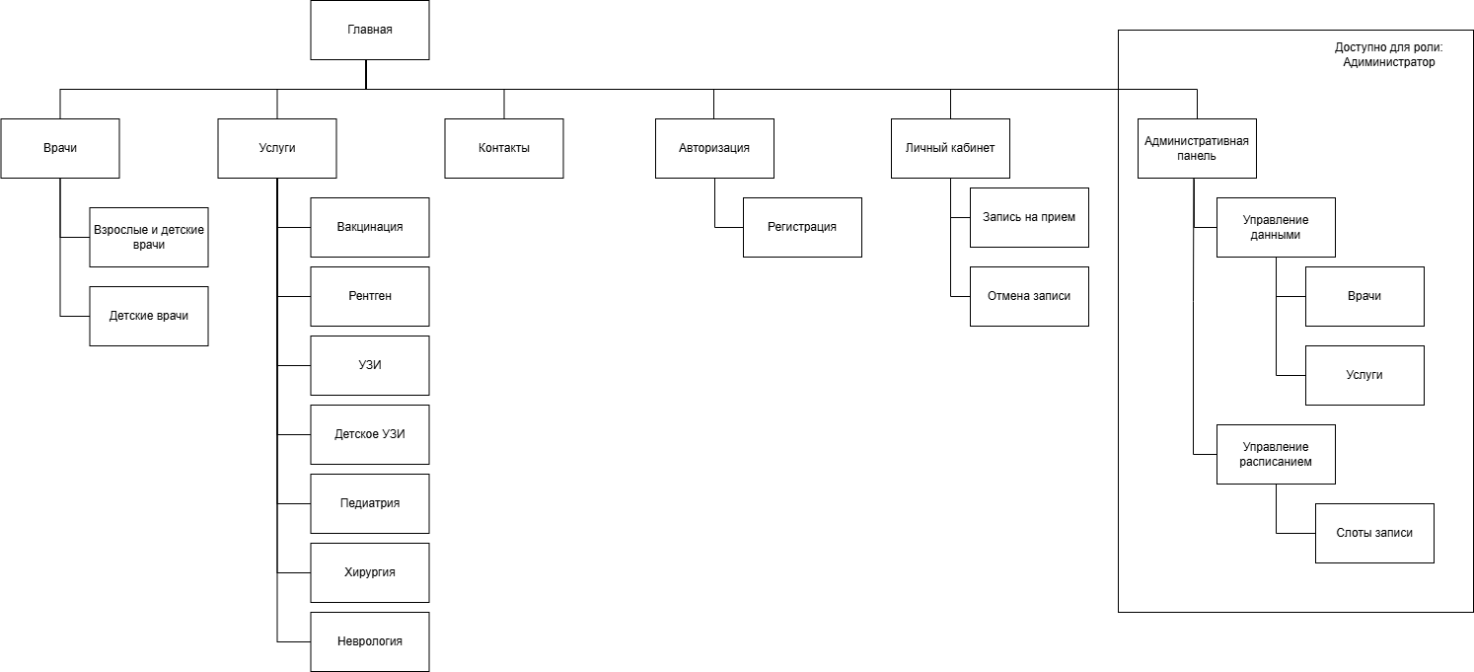 Главная
Доступно для роли:
Адиминистратор
Врачи
Услуги
Контакты
Авторизация
Личный кабинет
Административная
панель
Взрослые и детские
врачи
Детские врачи
Вакцинация
Рентген
УЗИ
Детское УЗИ
Педиатрия
Хирургия
Неврология
Регистрация
Запись на прием
Отмена записи
Управление
данными
Врачи
Услуги
Управление
расписанием
Слоты записи